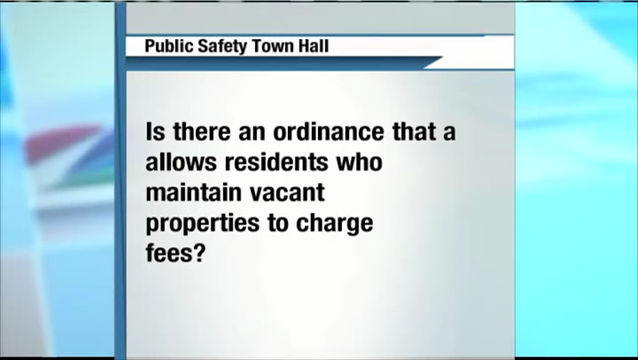 Public Safety Town Hall
Is there an ordinance that a
allows residents who
maintain vacant
properties to charge
fees?